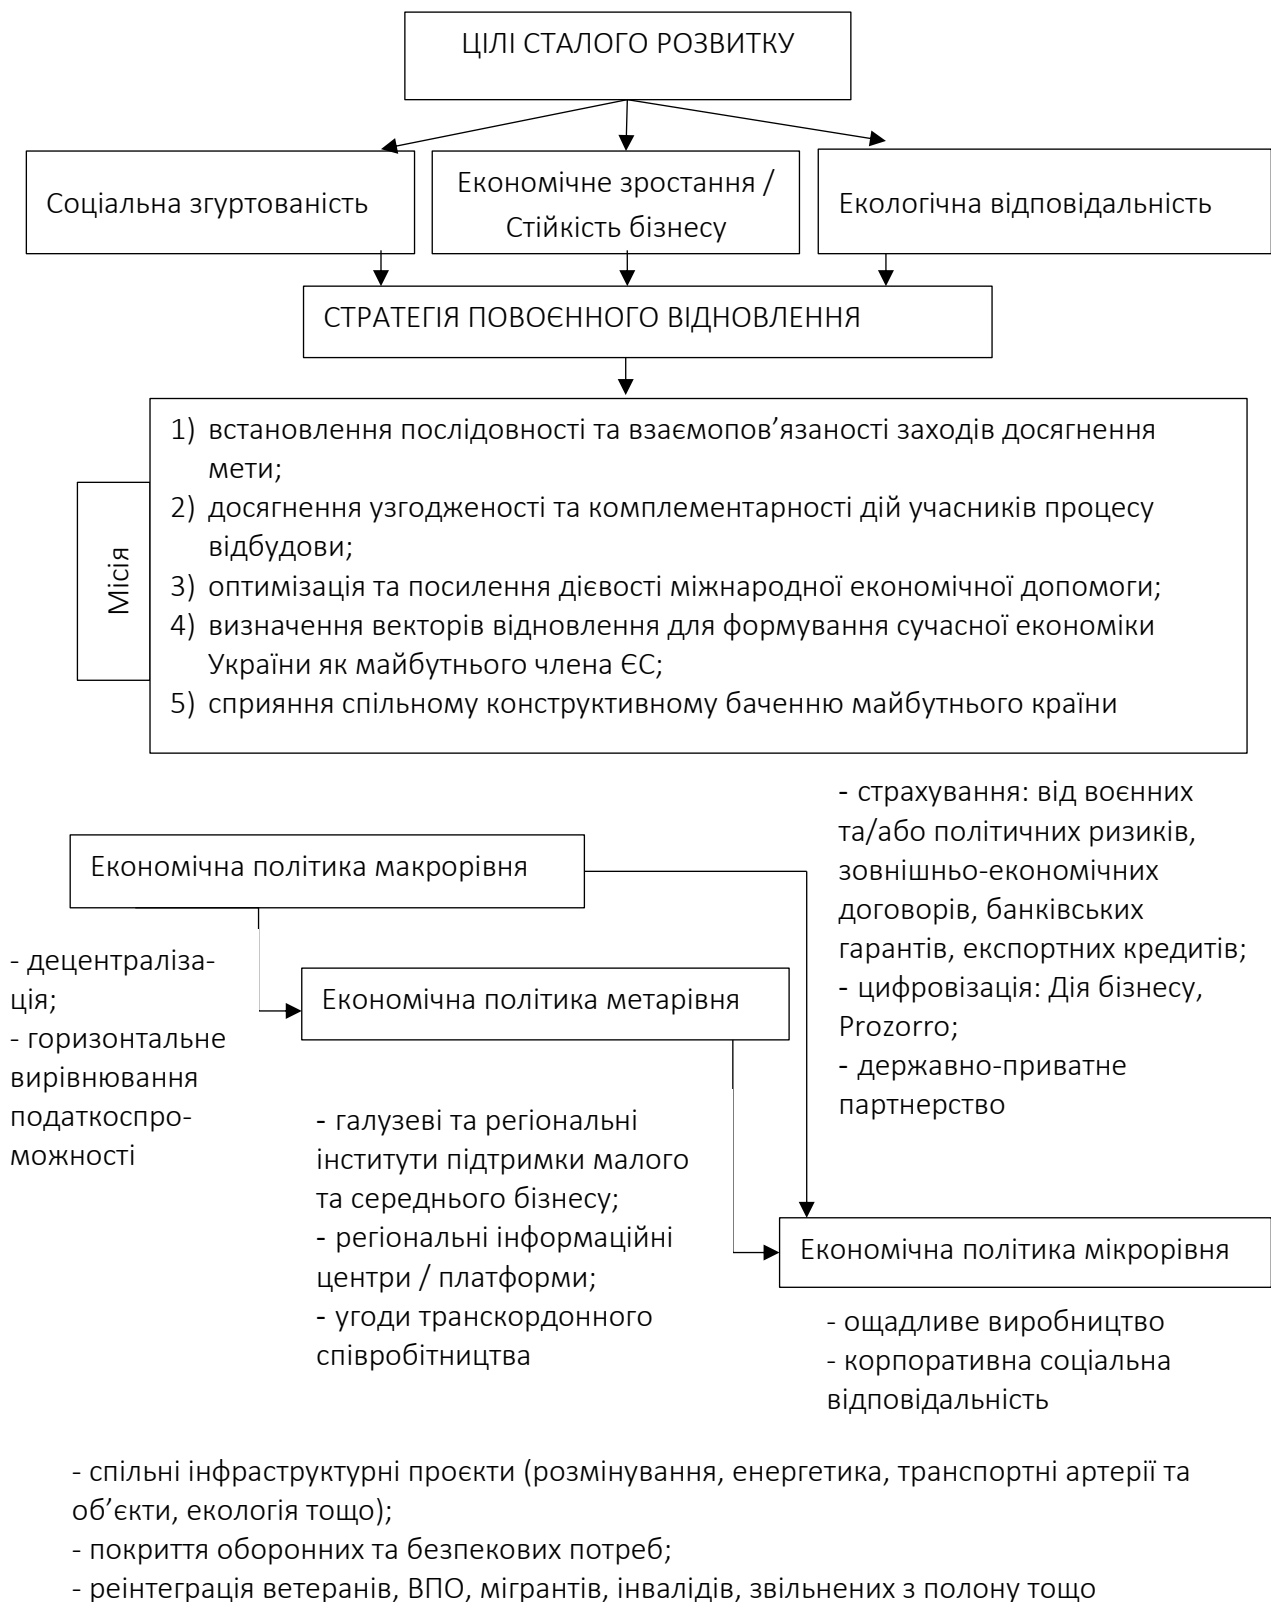 ЦІЛІ СТАЛОГО РОЗВИТКУ
Соціальна згуртованість
Економічне зростання /
Стійкість бізнесу
Екологічна відповідальність
СТРАТЕГІЯ ПОВОЄННОГО ВІДНОВЛЕННЯ
Місія
1) встановлення послідовності та взаємопов’язаності заходів досягнення
мети;
2) досягнення узгодженості та комплементарності дій учасників процесу
відбудови;
3) оптимізація та посилення дієвості міжнародної економічної допомоги;
4) визначення векторів відновлення для формування сучасної економіки
України як майбутнього члена ЄС;
5) сприяння спільному конструктивному баченню майбутнього країни
Економічна політика макрорівня
- страхування: від воєнних
та/або політичних ризиків,
зовнішньо-економічних
договорів, банківських
гарантів, експортних кредитів;
- цифровізація: Дія бізнесу,
Prozorro;
- державно-приватне
партнерство
- децентраліза-
ція;
- горизонтальне
вирівнювання
податкоспро-
можності
Економічна політика метарівня
- галузеві та регіональні
інститути підтримки малого
та середнього бізнесу;
- регіональні інформаційні
центри / платформи;
- угоди транскордонного
співробітництва
Економічна політика мікрорівня
- ощадливе виробництво
- корпоративна соціальна
відповідальність
- спільні інфраструктурні проєкти (розмінування, енергетика, транспортні артерії та
об’єкти, екологія тощо);
- покриття оборонних та безпекових потреб;
- реінтеграція ветеранів, ВПО, мігрантів, інвалідів, звільнених з полону тощо